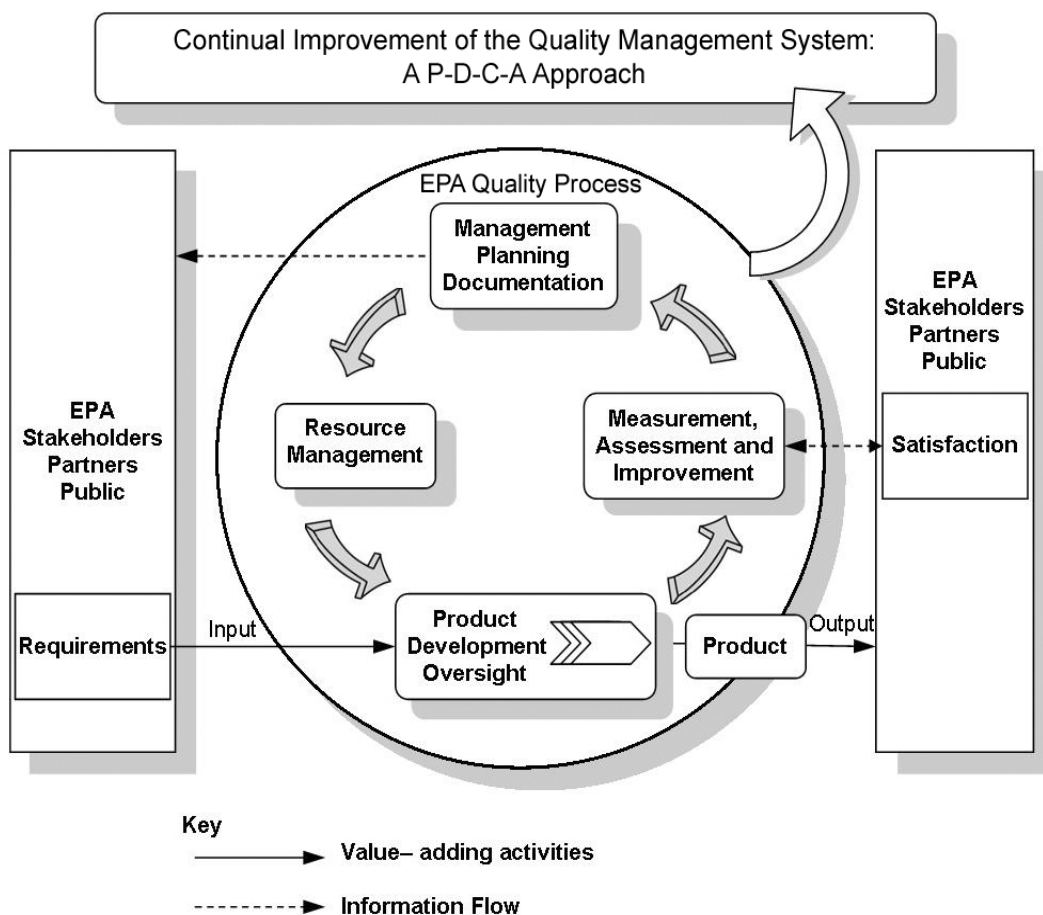 Continual Improvement of the Quality Management System:
A P-D-C-A Approach
EPA Quality Process
Management
Planning
Documentation
EPA
Stakeholders
Partners
Public
Resource
Management
Measurement,
Assessment and
Improvement
EPA
Stakeholders
Partners
Public
Satisfaction
Requirements
Input
Product
Development
Oversight
Product
Output
Key
Value– adding activities
Information Flow